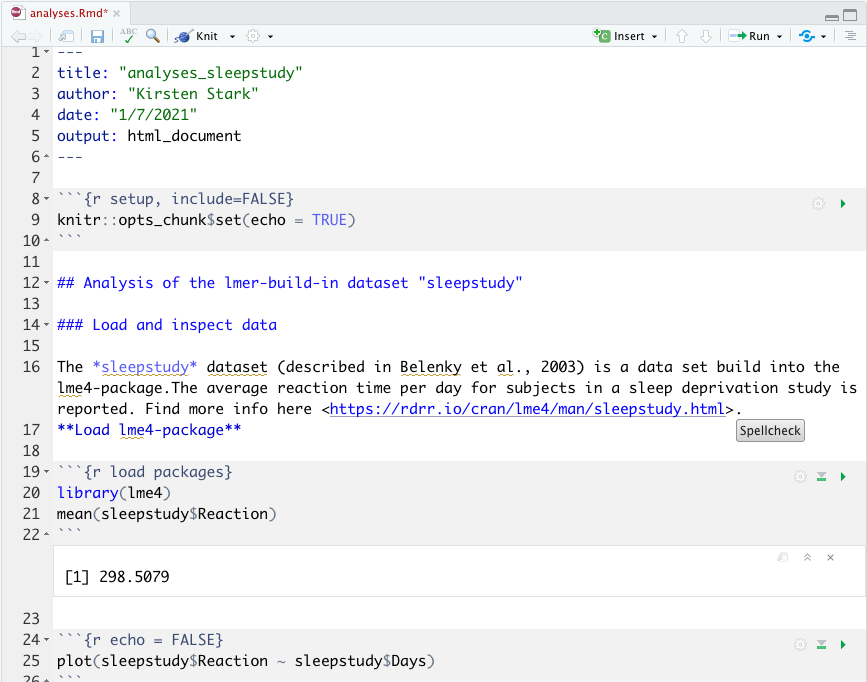 analyses.Rmd*
ABC Knit Insert Run
1 ---
2 title: "analyses_sleepstudy"
3 author: "Kirsten Stark"
4 date: "1/7/2021"
5 output: html_document
6 ---
7
8 ```{r setup, include=FALSE}
9 knitr::opts_chunk$set(echo = TRUE)
10 ```
11
12 ## Analysis of the lmer-build-in dataset "sleepstudy"
13
14 ### Load and inspect data
15
16 The *sleepstudy* dataset (described in Belenky et al., 2003) is a data set build into the
lme4-package.The average reaction time per day for subjects in a sleep deprivation study is
reported. Find more info here <https://rdrr.io/cran/lme4/man/sleepstudy.html>.
17 **Load lme4-package**
Spellcheck
18
19 ```{r load packages}
20 library(lme4)
21 mean(sleepstudy$Reaction)
22 ```
[1] 298.5079
23
24 ```{r echo = FALSE}
25 plot(sleepstudy$Reaction ~ sleepstudy$Days)
26 ```